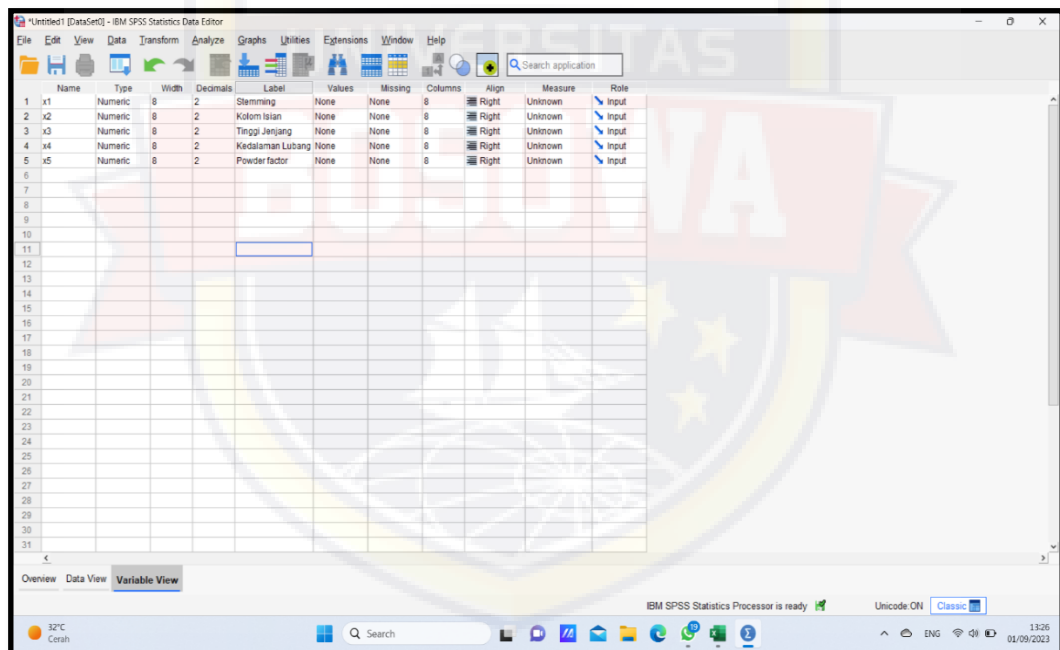 *Untitled1 [DataSet0] - IBM SPSS Statistics Data Editor
File Edit View Data Transform Analyze Graphs Utilities Extensions Window Help
Search application
UNIVERSITAS
Name Type Width Decimals Label Values Missing Columns Align Measure Role
1 x1 Numeric 8 2 Stemming None None 8 Right Unknown Input
2 x2 Numeric 8 2 Kolom Isian None None 8 Right Unknown Input
3 x3 Numeric 8 2 Tinggi Jenjang None None 8 Right Unknown Input
4 x4 Numeric 8 2 Kedalaman Lubang None None 8 Right Unknown Input
5 x5 Numeric 8 2 Powder factor None None 8 Right Unknown Input
6
7
8
BOSOWA
9
10
11
12
13
14
15
16
17
18
19
20
21
22
23
24
25
26
27
28
29
30
31
Overview Data View Variable View
IBM SPSS Statistics Processor is ready Unicode:ON Classic
32°C
Cerah
Search
19
ENG
13:26
01/09/2023